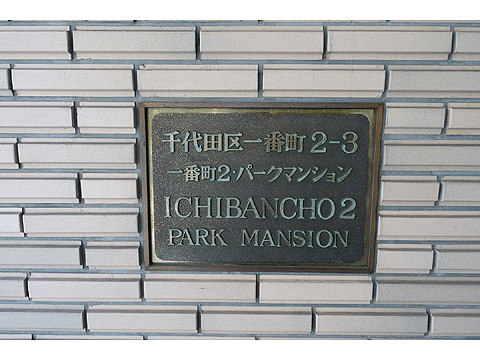 千代田区一番町2-3
一番町2・パークマンション
ICHIBANCHO 2
PARK MANSION